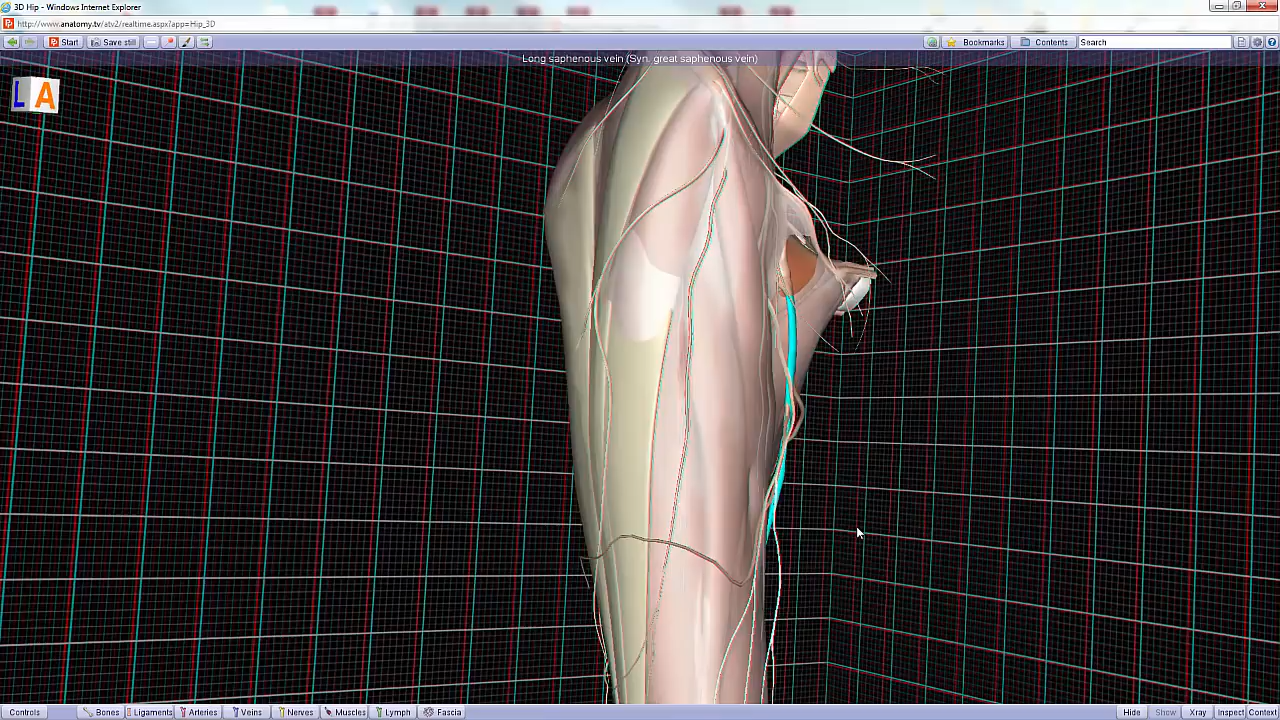 3D Hip - Windows Internet Explorer
http://www.anatomy.tv/atv2/realtime.aspx?app=Hip_3D
Start Save still Bookmarks Contents Search
Long saphenous vein (Syn. great saphenous vein)
L A
Controls Bones Ligaments Arteries Veins Nerves Muscles Lymph Fascia Hide Show Xray Inspect Context